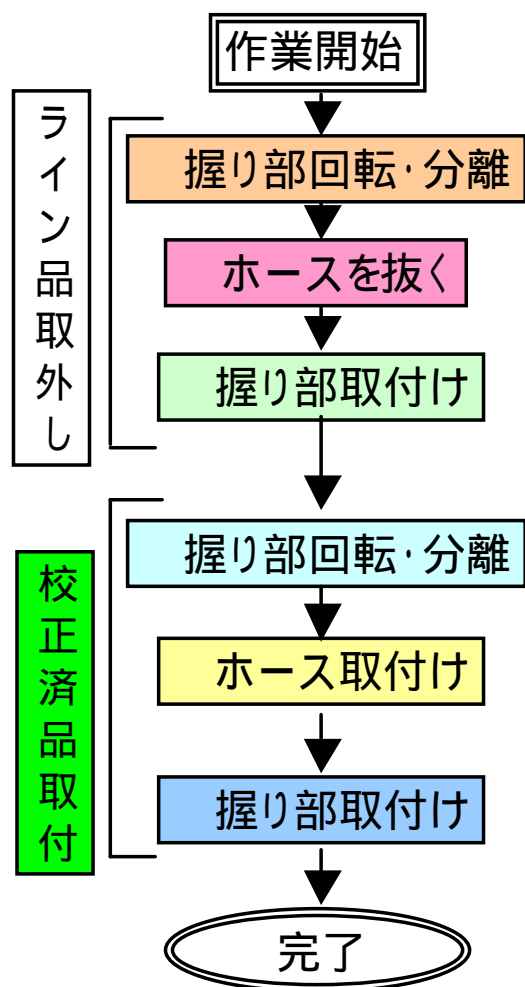 作業開始
ライン品取外し
握り部回転・分離
ホースを抜く
握り部取付け
校正済品取付
握り部回転・分離
ホース取付け
握り部取付け
完了